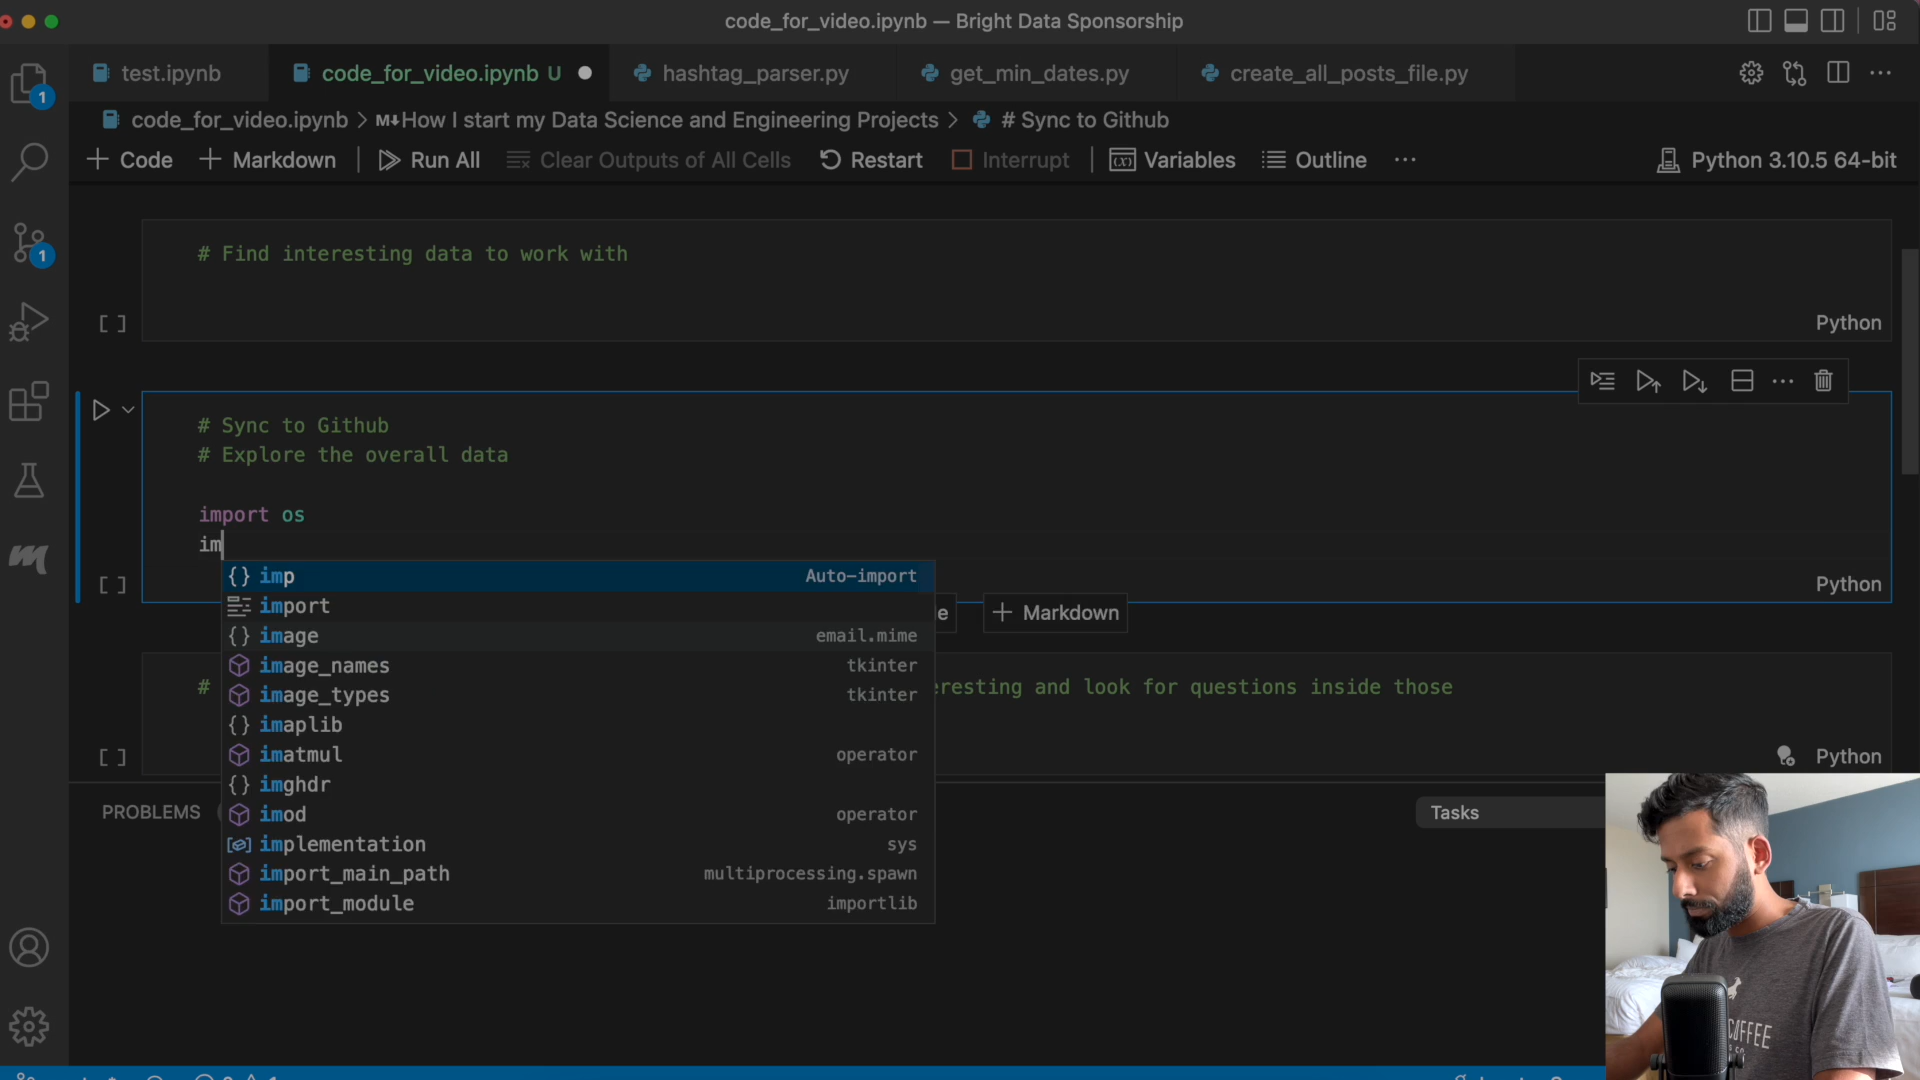 code_for_video.ipynb — Bright Data Sponsorship
test.ipynb
code_for_video.ipynb U
hashtag_parser.py
get_min_dates.py
create_all_posts_file.py
1
code_for_video.ipynb > M↓How I start my Data Science and Engineering Projects > # Sync to Github
+ Code
+ Markdown
Run All
Clear Outputs of All Cells
Restart
Interrupt
Variables
Outline
...
Python 3.10.5 64-bit
# Find interesting data to work with
1
[ ]
Python
# Sync to Github
# Explore the overall data
import os
im
[ ]
Python
imp Auto-import
import
image email.mime
image_names tkinter
image_types tkinter
imaplib
imatmul operator
imghdr
imod operator
implementation sys
import_main_path multiprocessing.spawn
import_module importlib
e
+ Markdown
# eresting and look for questions inside those
[ ]
Python
PROBLEMS
Tasks
COFFEE